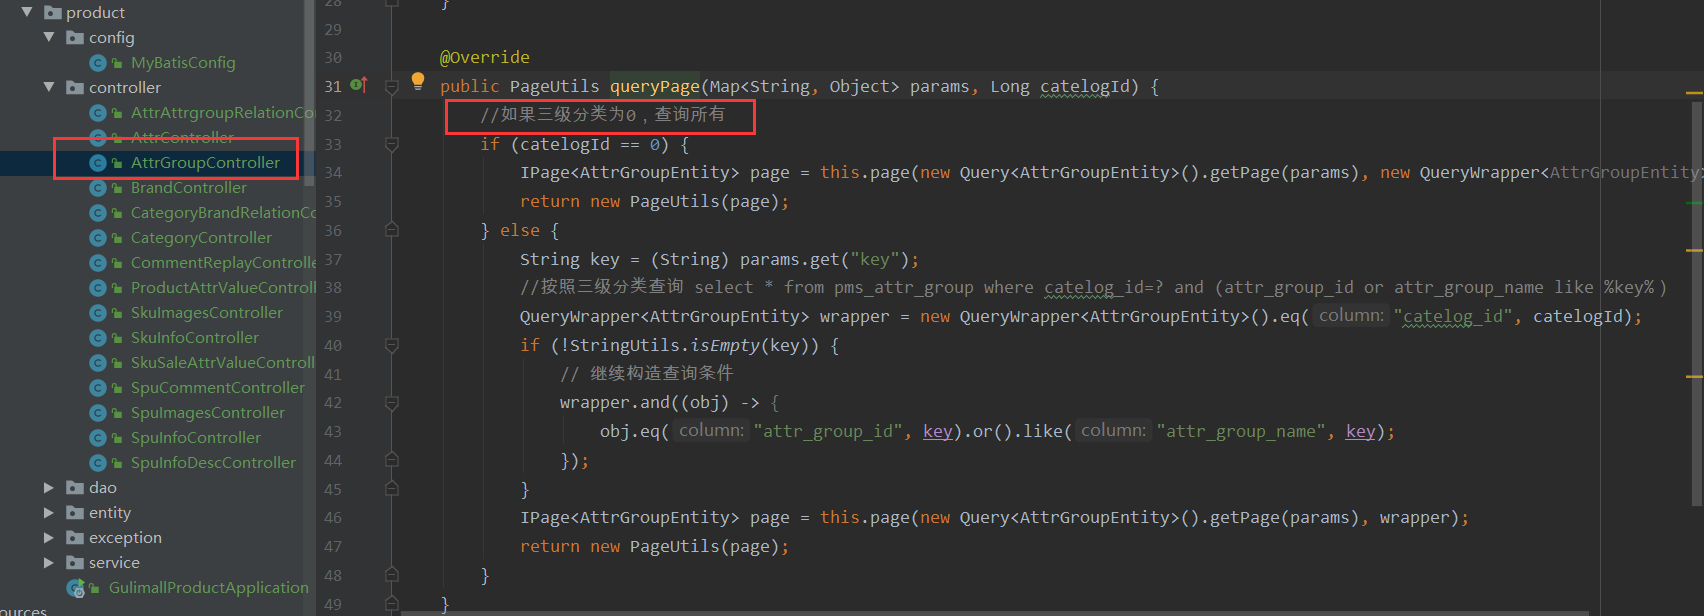 product
config
MyBatisConfig
controller
AttrAttrgroupRelationCo
AttrController
AttrGroupController
BrandController
CategoryBrandRelationCo
CategoryController
CommentReplayControlle
ProductAttrValueControll
SkuImagesController
SkuInfoController
SkuSaleAttrValueControll
SpuCommentController
SpuImagesController
SpuInfoController
SpuInfoDescController
dao
entity
exception
service
GulimallProductApplication
ources
28 }
29
30 @Override
31 public PageUtils queryPage(Map<String, Object> params, Long catelogId) {
32 //如果三级分类为0，查询所有
33 if (catelogId == 0) {
34 IPage<AttrGroupEntity> page = this.page(new Query<AttrGroupEntity>().getPage(params), new QueryWrapper<AttrGroupEntity>
35 return new PageUtils(page);
36 } else {
37 String key = (String) params.get("key");
38 //按照三级分类查询 select * from pms_attr_group where catelog_id=? and (attr_group_id or attr_group_name like %key%)
39 QueryWrapper<AttrGroupEntity> wrapper = new QueryWrapper<AttrGroupEntity>().eq( column: "catelog_id", catelogId);
40 if (!StringUtils.isEmpty(key)) {
41 // 继续构造查询条件
42 wrapper.and((obj) -> {
43 obj.eq( column: "attr_group_id", key).or().like( column: "attr_group_name", key);
44 });
45 }
46 IPage<AttrGroupEntity> page = this.page(new Query<AttrGroupEntity>().getPage(params), wrapper);
47 return new PageUtils(page);
48 }
49 }